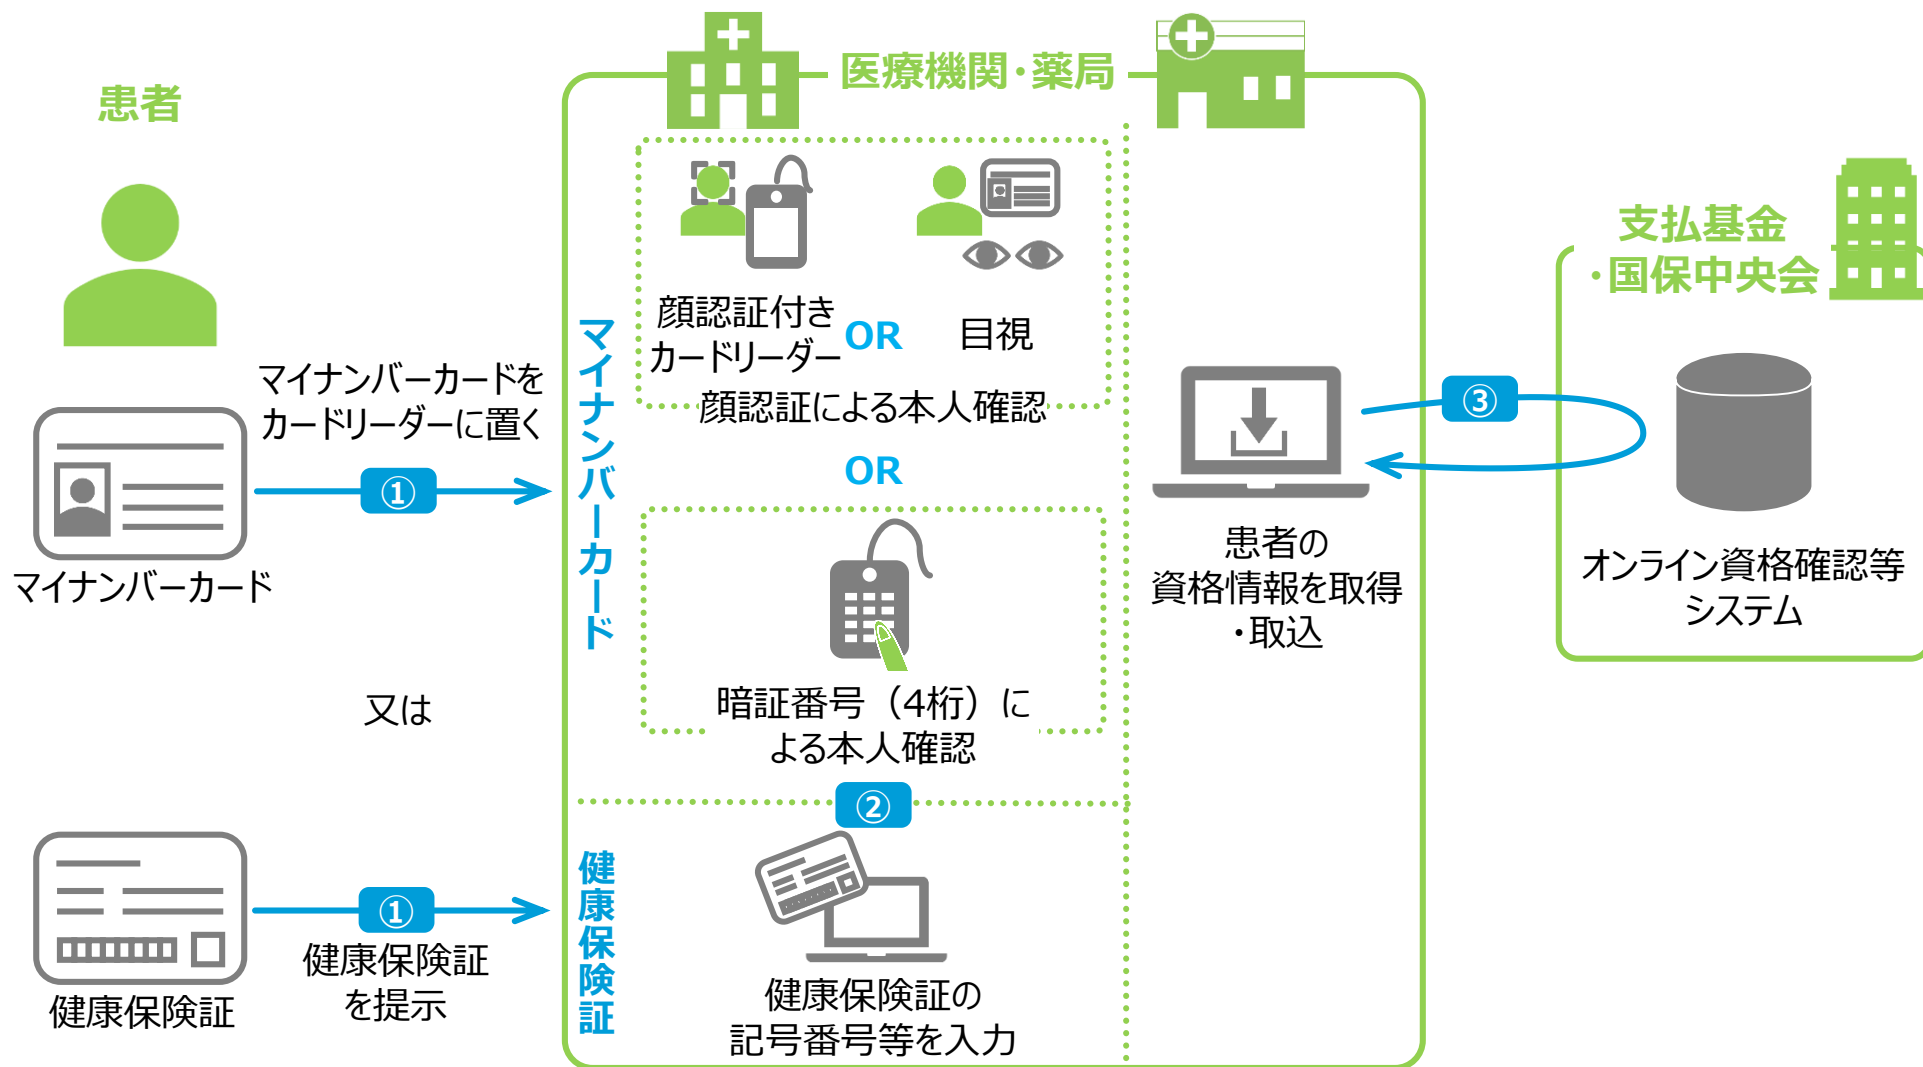 患者
マイナンバーカード
マイナンバーカードを
カードリーダーに置く
①
又は
健康保険証
①
健康保険証
を提示
医療機関・薬局
マイナンバーカード
顔認証付き
カードリーダー
OR
目視
顔認証による本人確認
OR
暗証番号（4桁）に
よる本人確認
②
健康保険証
健康保険証の
記号番号等を入力
患者の
資格情報を取得
・取込
③
支払基金
・国保中央会
オンライン資格確認等
システム